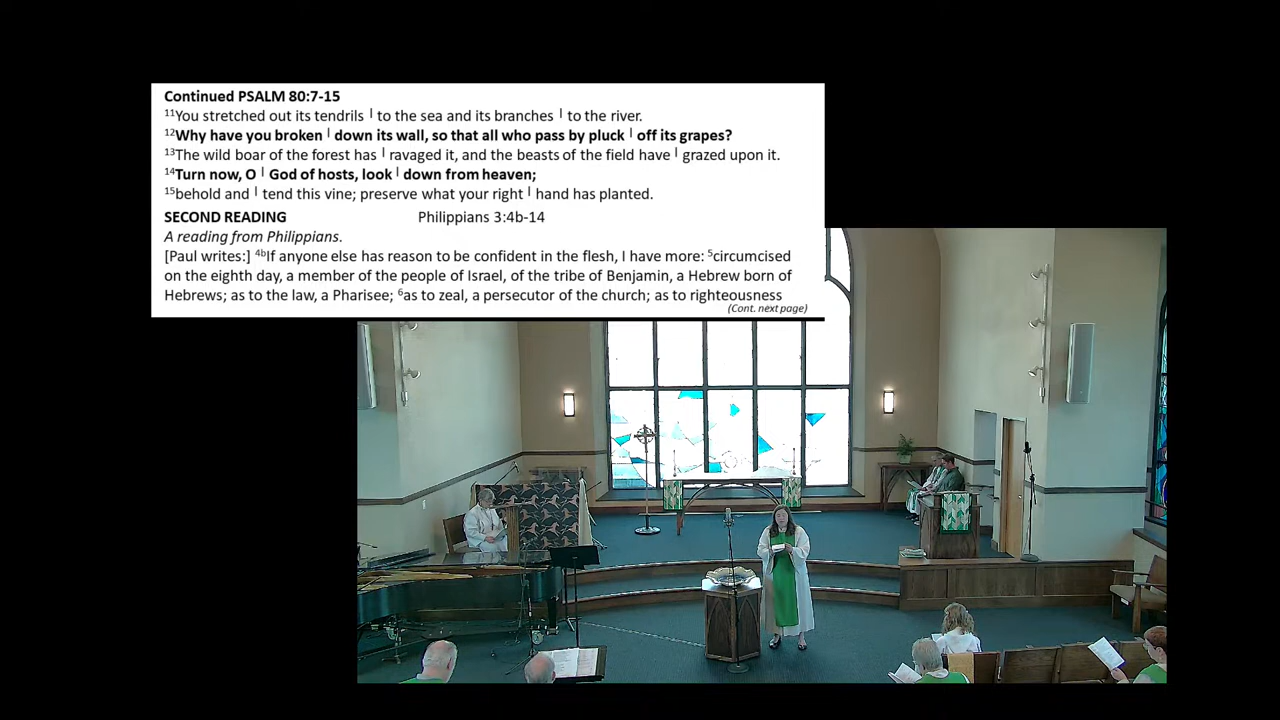 Continued PSALM 80:7-15
11You stretched out its tendrils | to the sea and its branches | to the river.
12Why have you broken | down its wall, so that all who pass by pluck | off its grapes?
13The wild boar of the forest has | ravaged it, and the beasts of the field have | grazed upon it.
14Turn now, O | God of hosts, look | down from heaven;
15behold and | tend this vine; preserve what your right | hand has planted.
SECOND READING Philippians 3:4b-14
A reading from Philippians.
[Paul writes:] 4bIf anyone else has reason to be confident in the flesh, I have more: 5circumcised
on the eighth day, a member of the people of Israel, of the tribe of Benjamin, a Hebrew born of
Hebrews; as to the law, a Pharisee; 6as to zeal, a persecutor of the church; as to righteousness
(Cont. next page)